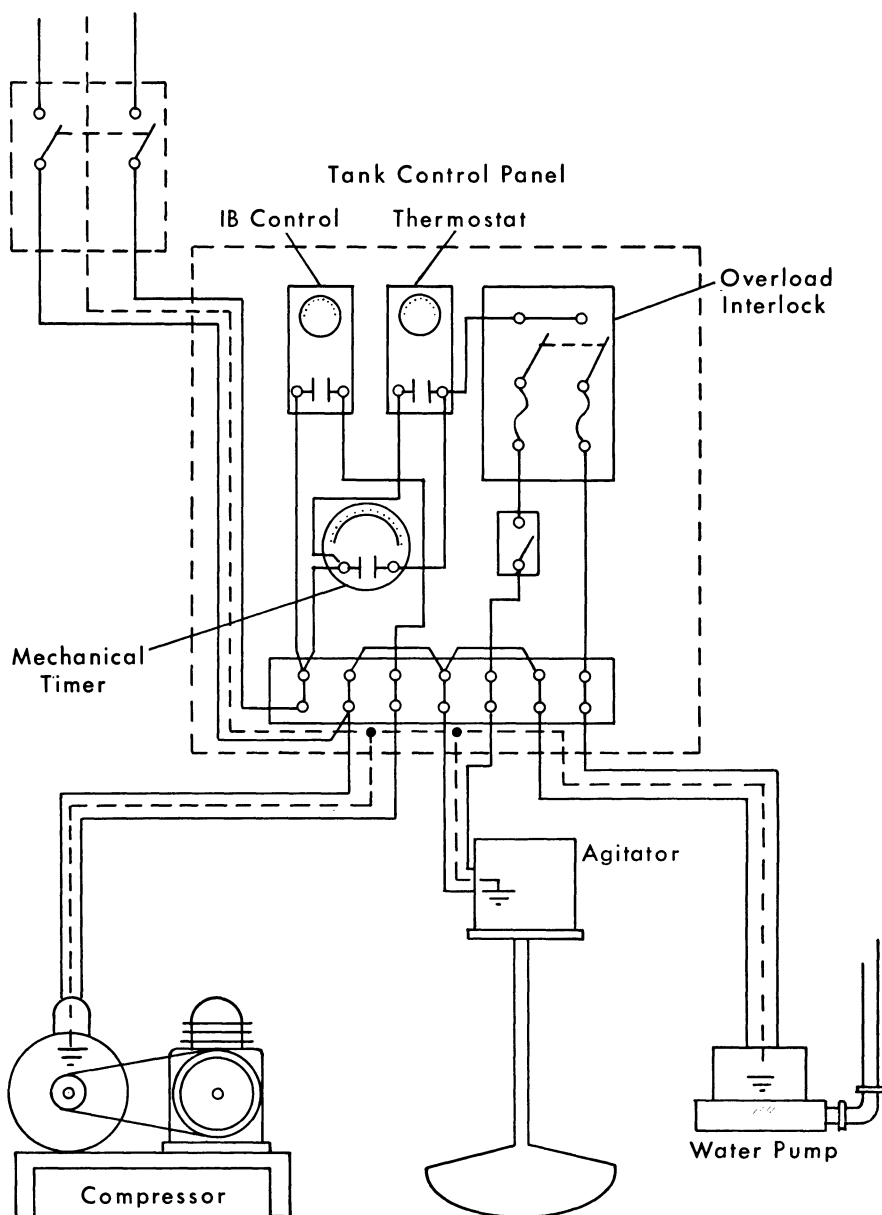 Tank Control Panel
IB Control
Thermostat
Overload
Interlock
Mechanical
Timer
Agitator
Water Pump
Compressor